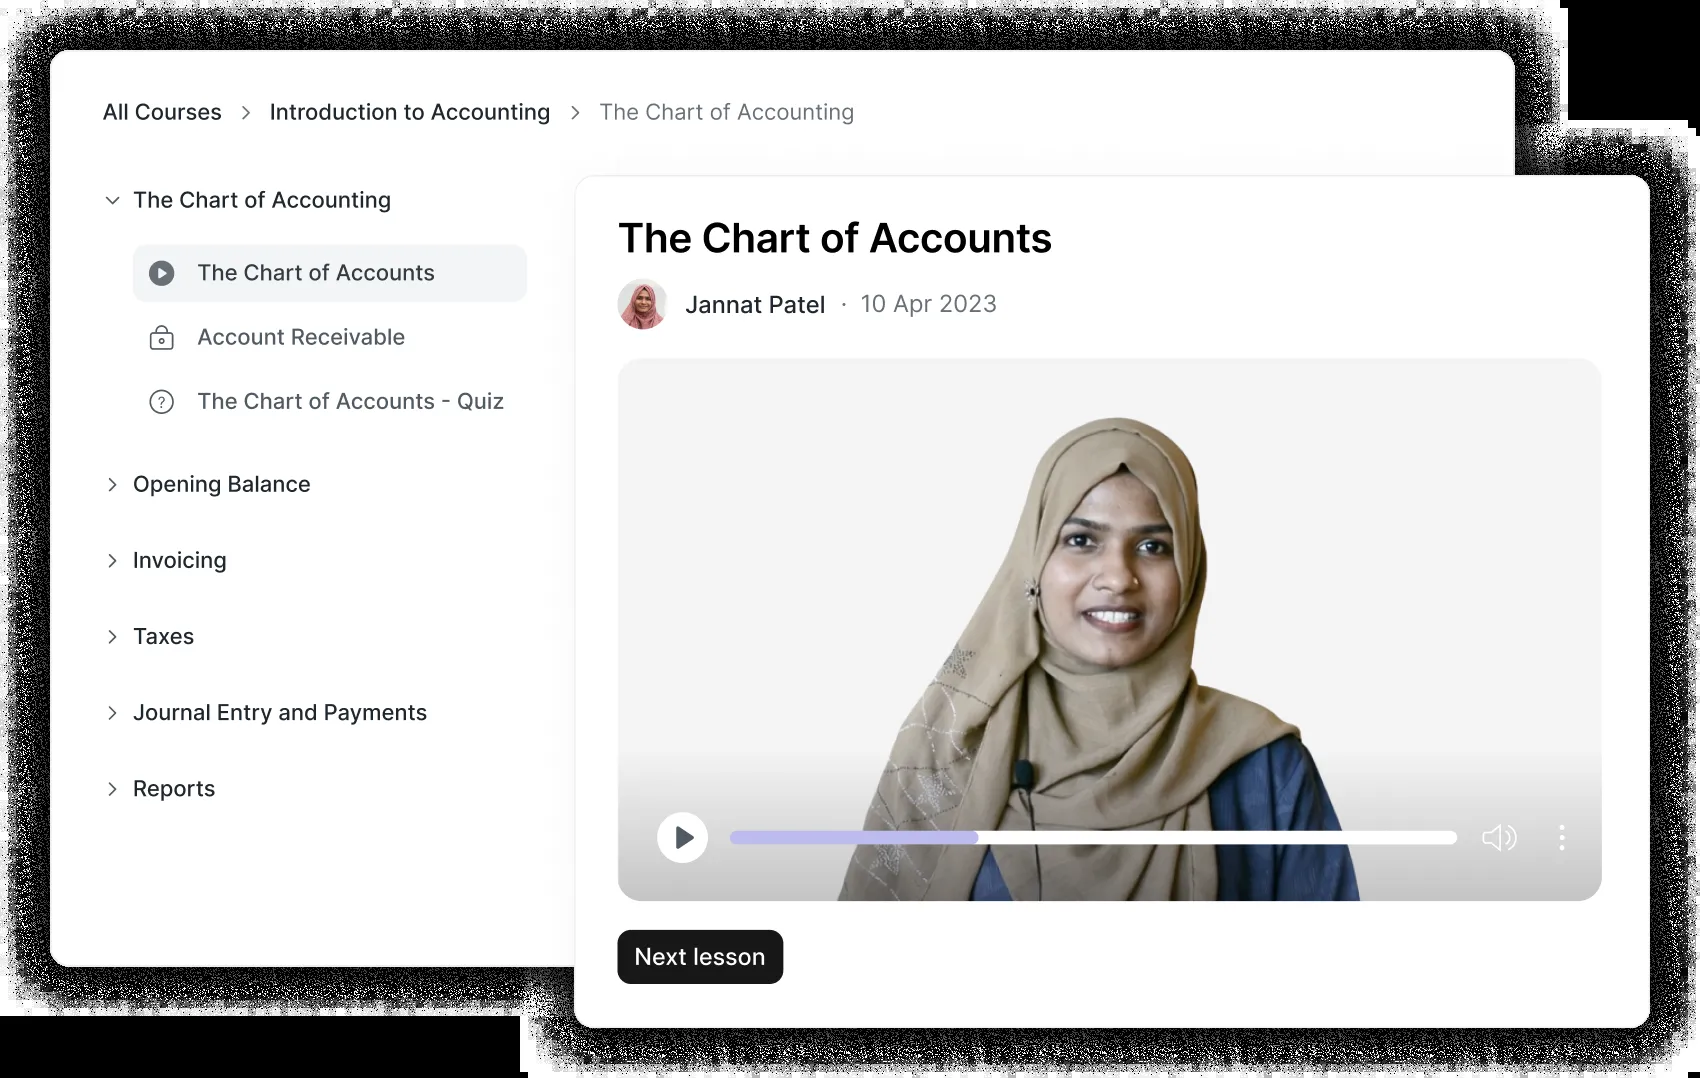 All Courses > Introduction to Accounting > The Chart of Accounting
The Chart of Accounting
The Chart of Accounts
Account Receivable
The Chart of Accounts - Quiz
Opening Balance
Invoicing
Taxes
Journal Entry and Payments
Reports
The Chart of Accounts
Jannat Patel · 10 Apr 2023
Next lesson